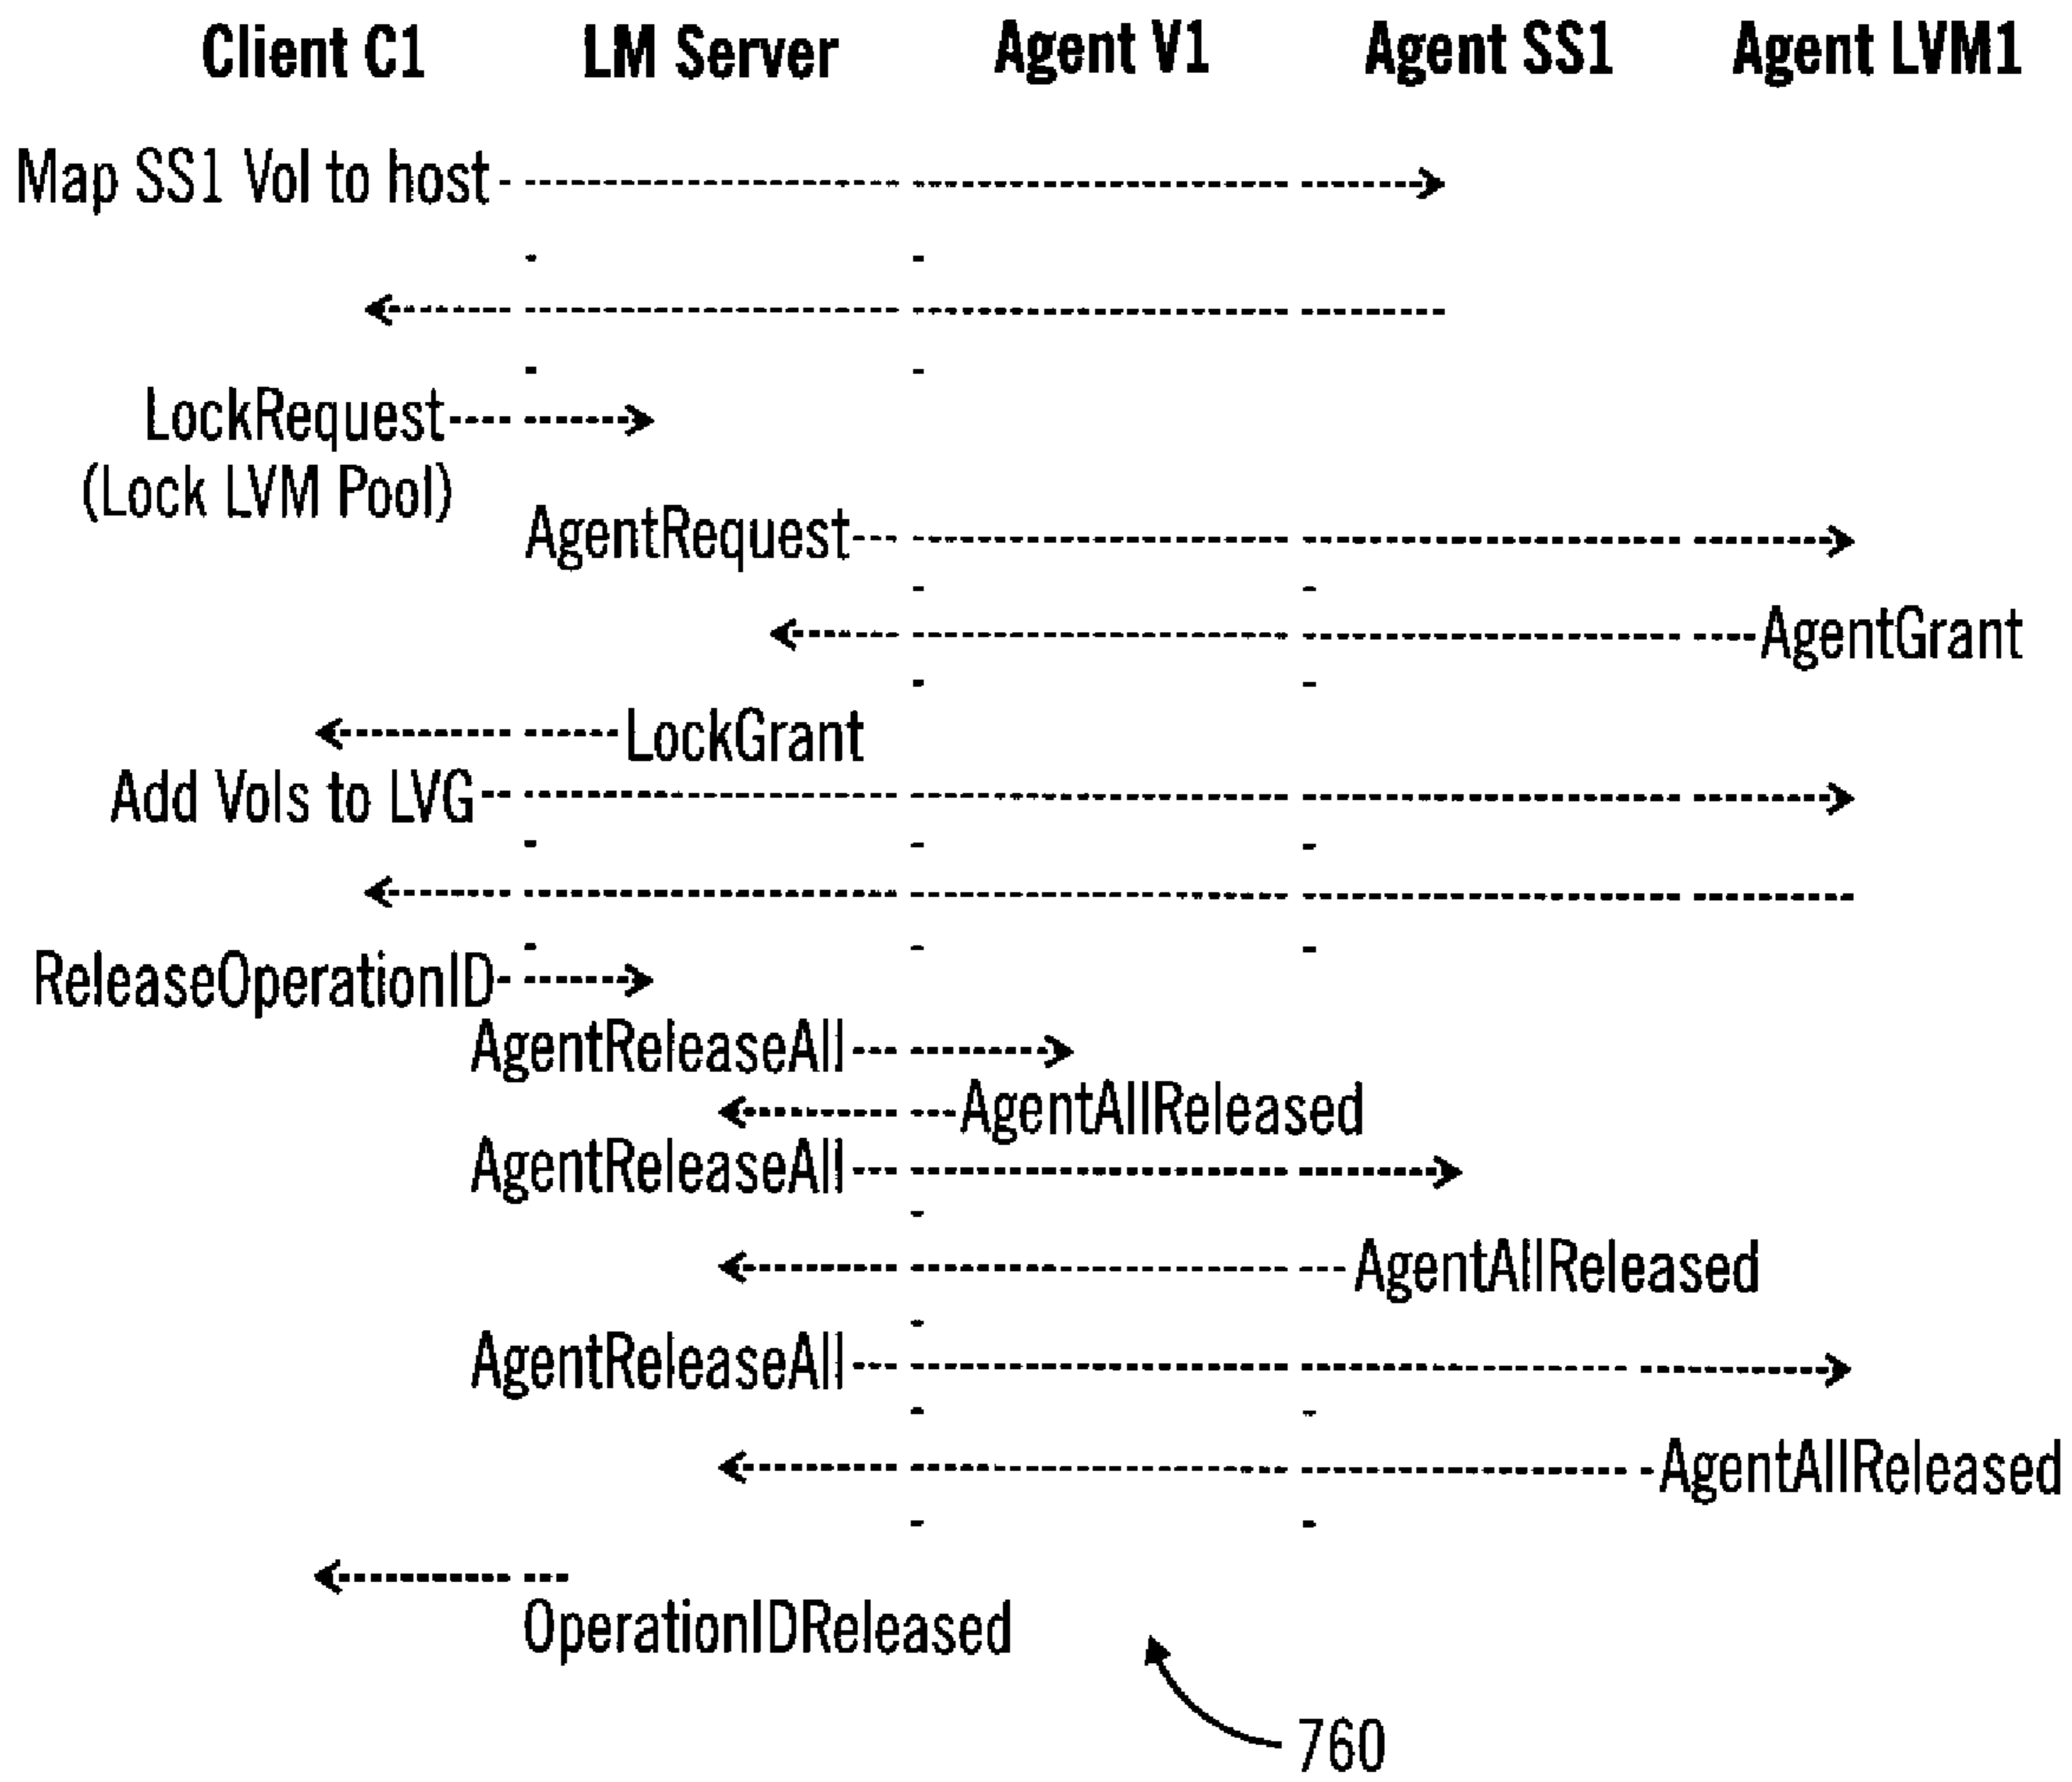 Client C1 LM Server Agent V1 Agent SS1 Agent LVM1
Map SS1 Vol to host
LockRequest
(Lock LVM Pool)
AgentRequest
AgentGrant
LockGrant
Add Vols to LVG
ReleaseOperationID
AgentReleaseAll
AgentAllReleased
AgentReleaseAll
AgentAllReleased
AgentReleaseAll
AgentAllReleased
OperationIDReleased
760